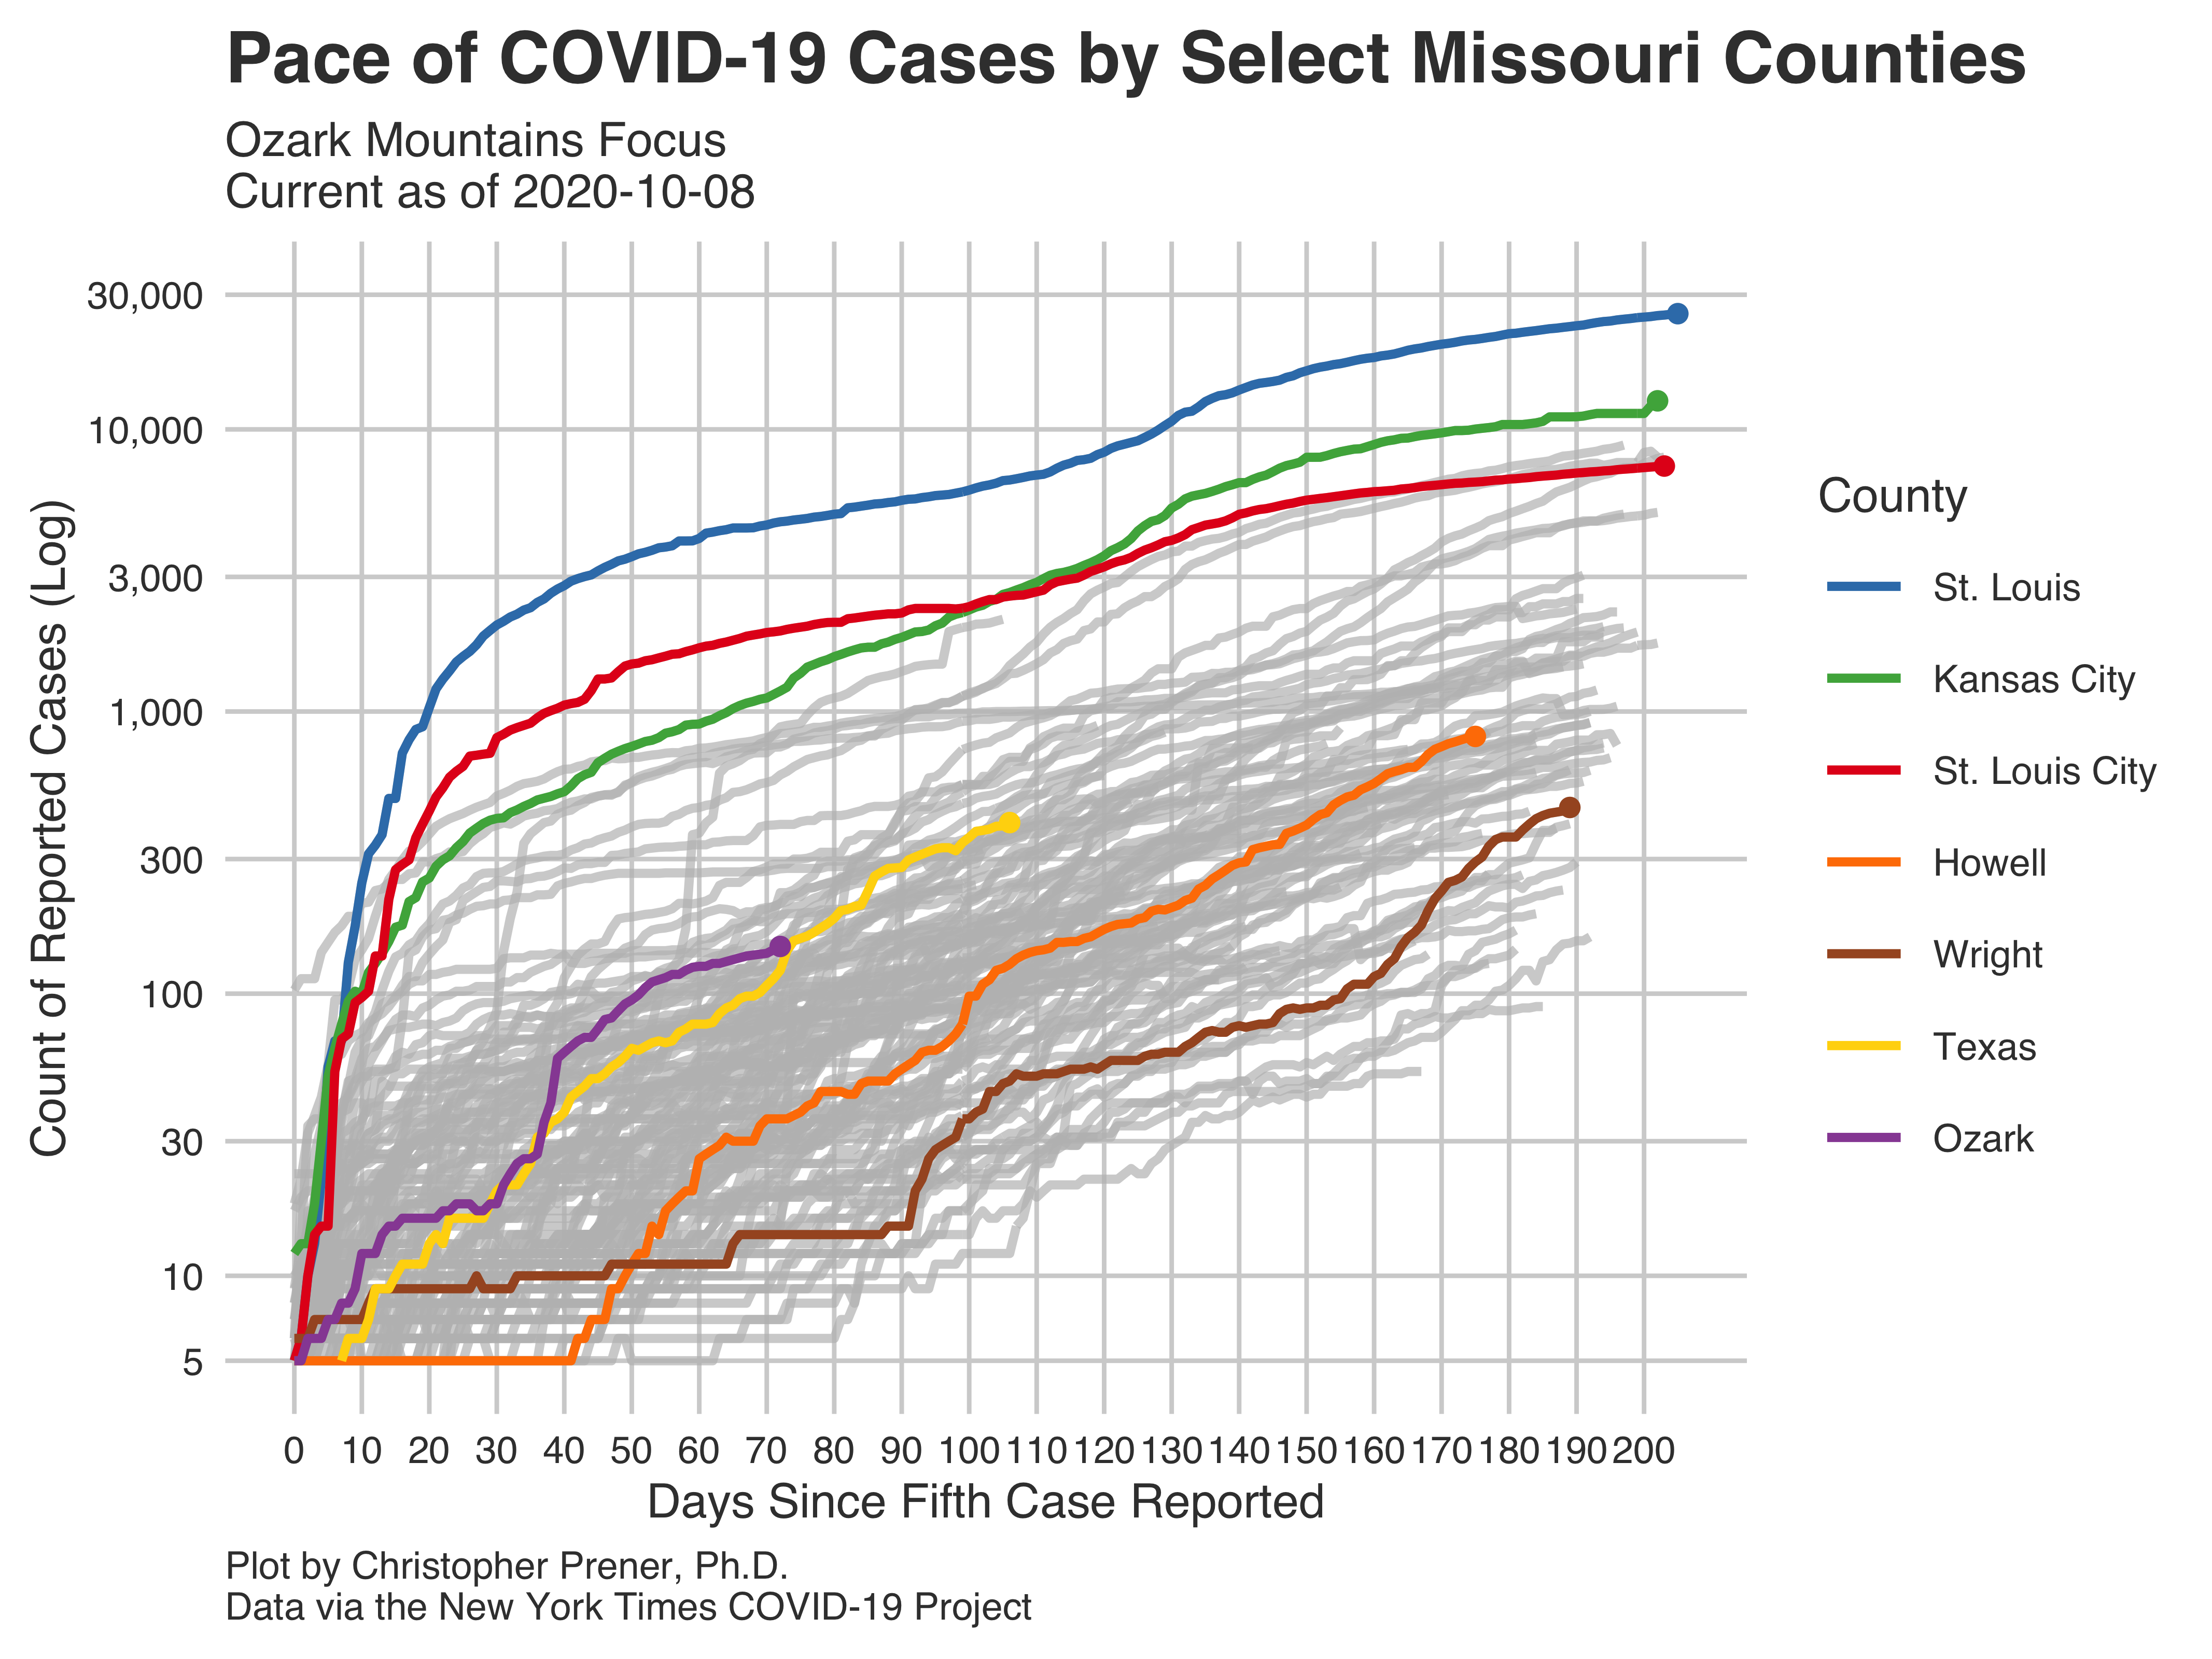 Pace of COVID-19 Cases by Select Missouri Counties
Ozark Mountains Focus
Current as of 2020-10-08
Count of Reported Cases (Log)
30,000
10,000
3,000
1,000
300
100
30
10
5
0 10 20 30 40 50 60 70 80 90 100 110 120 130 140 150 160 170 180 190 200
Days Since Fifth Case Reported
County
St. Louis
Kansas City
St. Louis City
Howell
Wright
Texas
Ozark
Plot by Christopher Prener, Ph.D.
Data via the New York Times COVID-19 Project